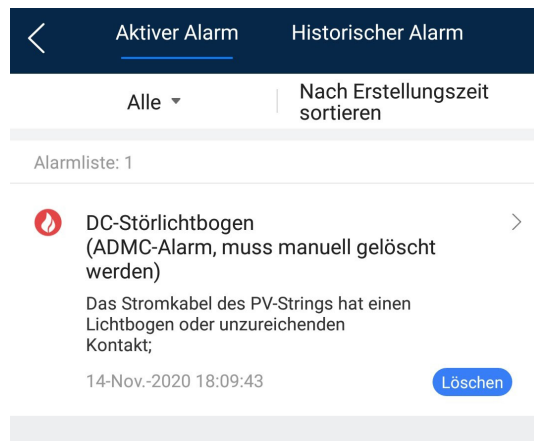 Aktiver Alarm Historischer Alarm
Alle Nach Erstellungszeit
sortieren
Alarmliste: 1
DC-Störlichtbogen
(ADMC-Alarm, muss manuell gelöscht
werden)
Das Stromkabel des PV-Strings hat einen
Lichtbogen oder unzureichenden
Kontakt;
14-Nov.-2020 18:09:43 Löschen